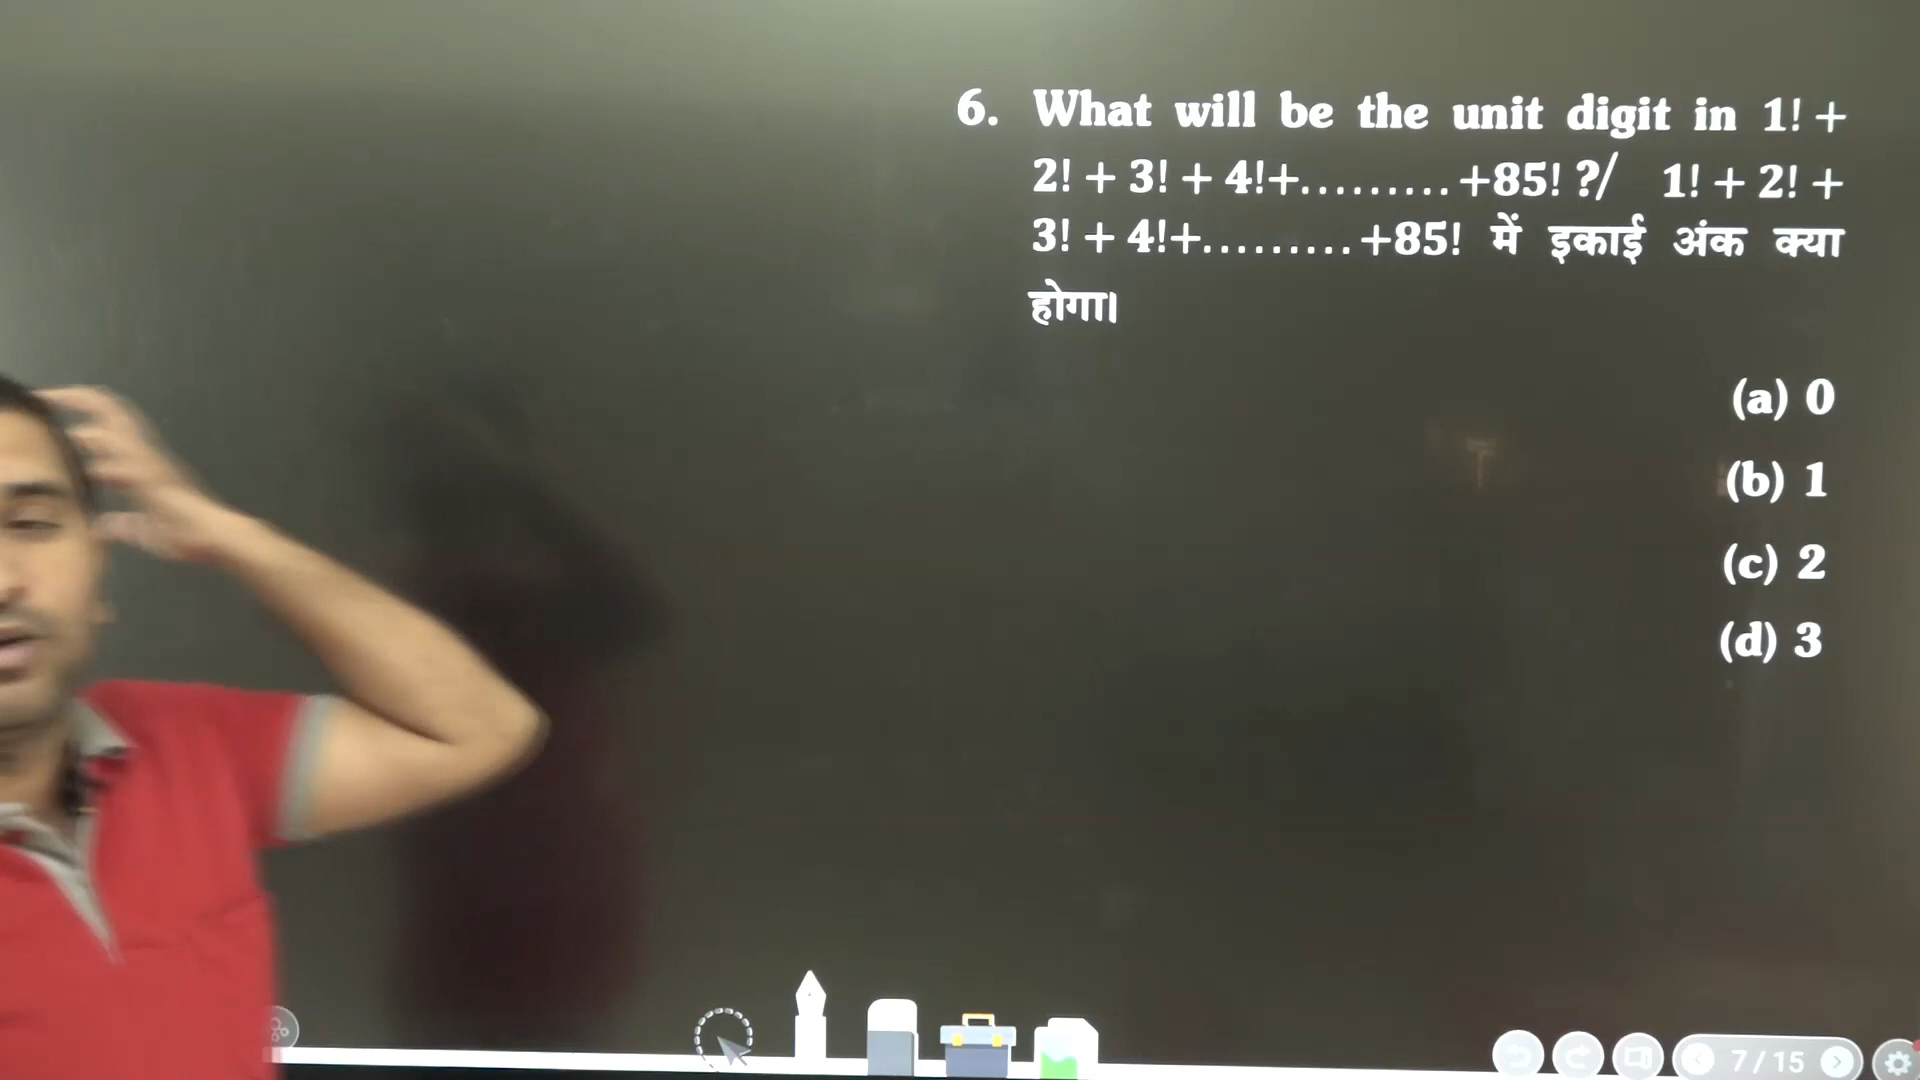 6. What will be the unit digit in 1! +
2! + 3! + 4!+.........+85! ?/ 1! + 2! +
3! + 4!+.........+85! में इकाई अंक क्या
होगा।
(a) 0
(b) 1
(c) 2
(d) 3
7 / 15